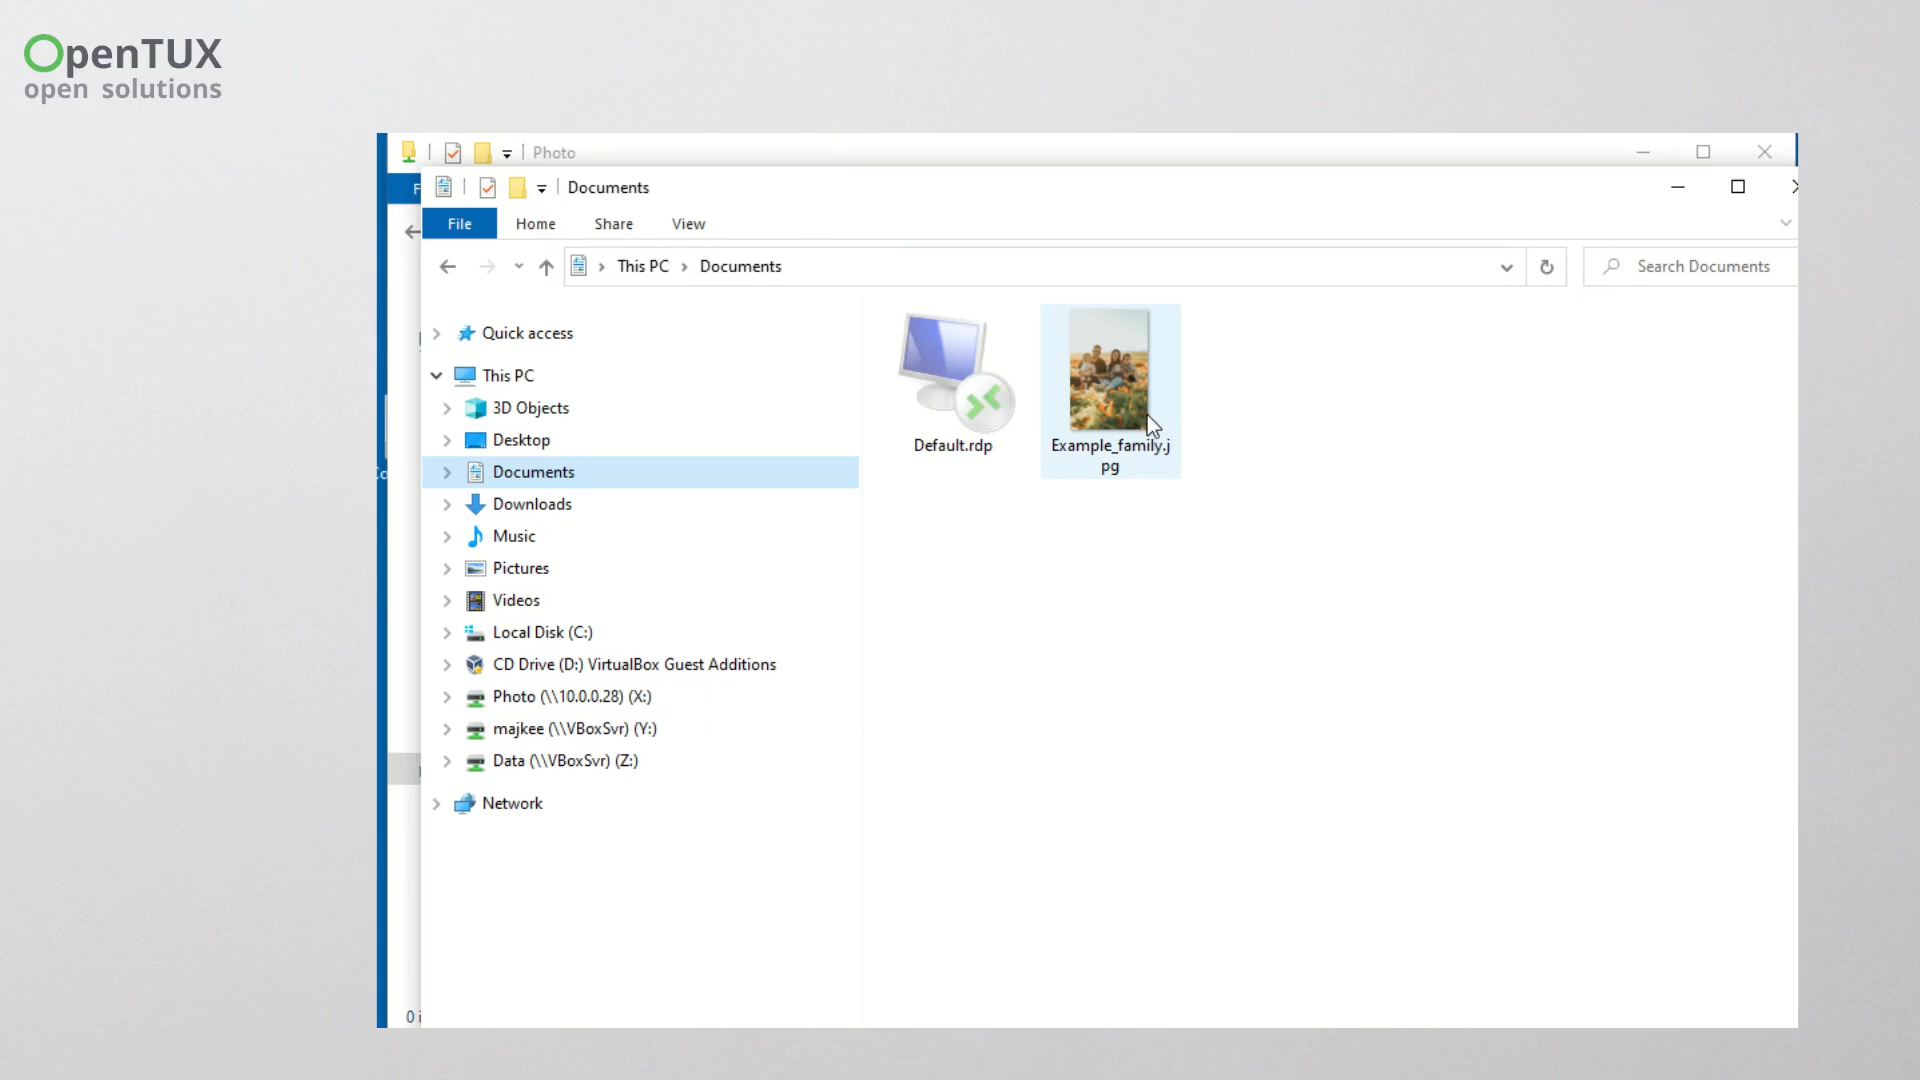 OpenTUX
open solutions
Photo
Documents
File Home Share View
This PC Documents
Search Documents
Quick access
This PC
3D Objects
Desktop
Documents
Downloads
Music
Pictures
Videos
Local Disk (C:)
CD Drive (D:) VirtualBox Guest Additions
Photo (\\10.0.0.28) (X:)
majkee (\\VBoxSvr) (Y:)
Data (\\VBoxSvr) (Z:)
Network
Default.rdp
Example_family.j
pg
0 i